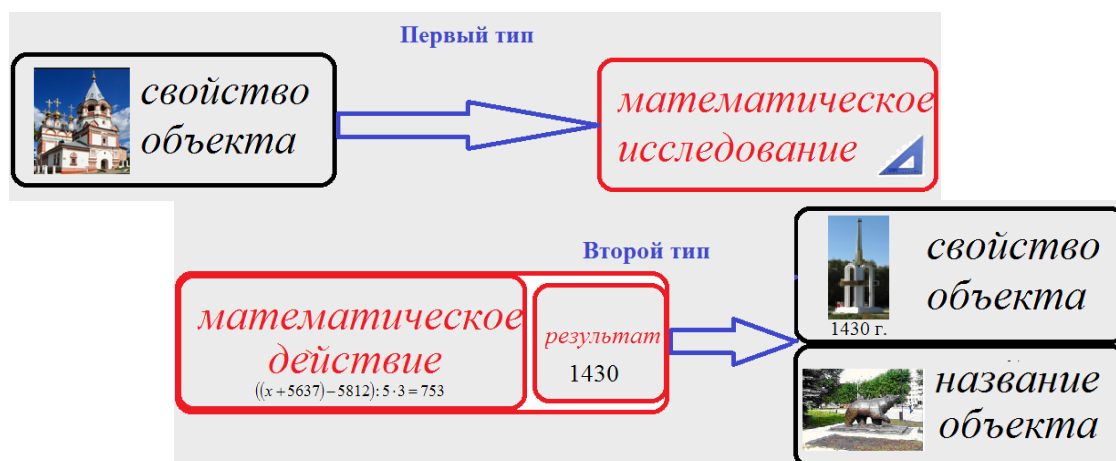 Первый тип
свойство
объекта
математическое
исследование
Второй тип
математическое
действие
((x + 5637) – 5812) : 5 · 3 = 753
результат
1430
свойство
объекта
1430 г.
название
объекта